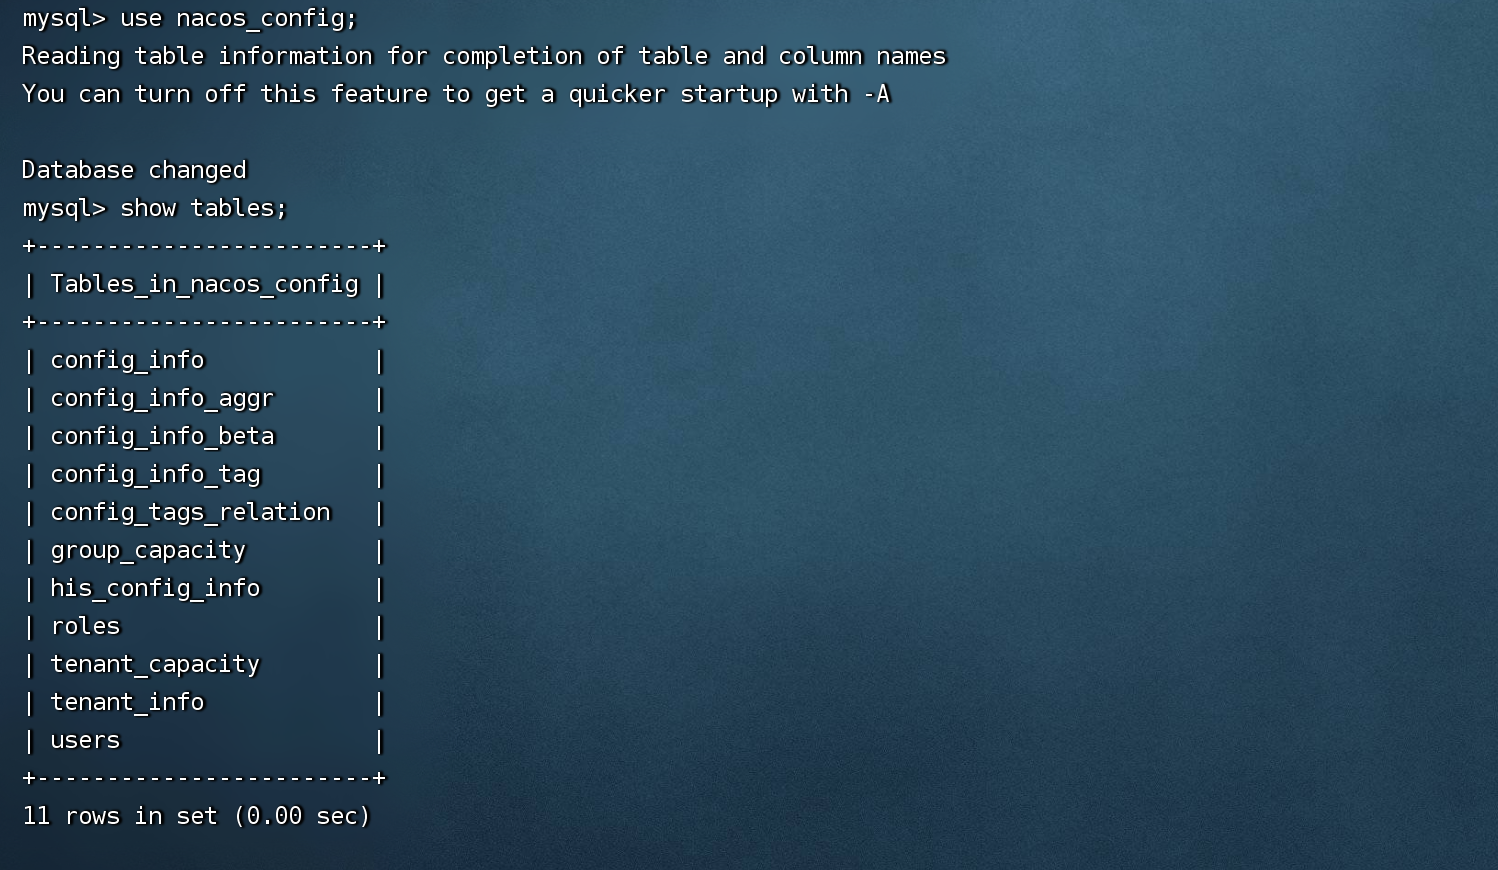 mysql> use nacos_config;
Reading table information for completion of table and column names
You can turn off this feature to get a quicker startup with -A

Database changed
mysql> show tables;
+------------------------+
| Tables_in_nacos_config |
+------------------------+
| config_info            |
| config_info_aggr       |
| config_info_beta       |
| config_info_tag        |
| config_tags_relation   |
| group_capacity         |
| his_config_info        |
| roles                  |
| tenant_capacity        |
| tenant_info            |
| users                  |
+------------------------+
11 rows in set (0.00 sec)